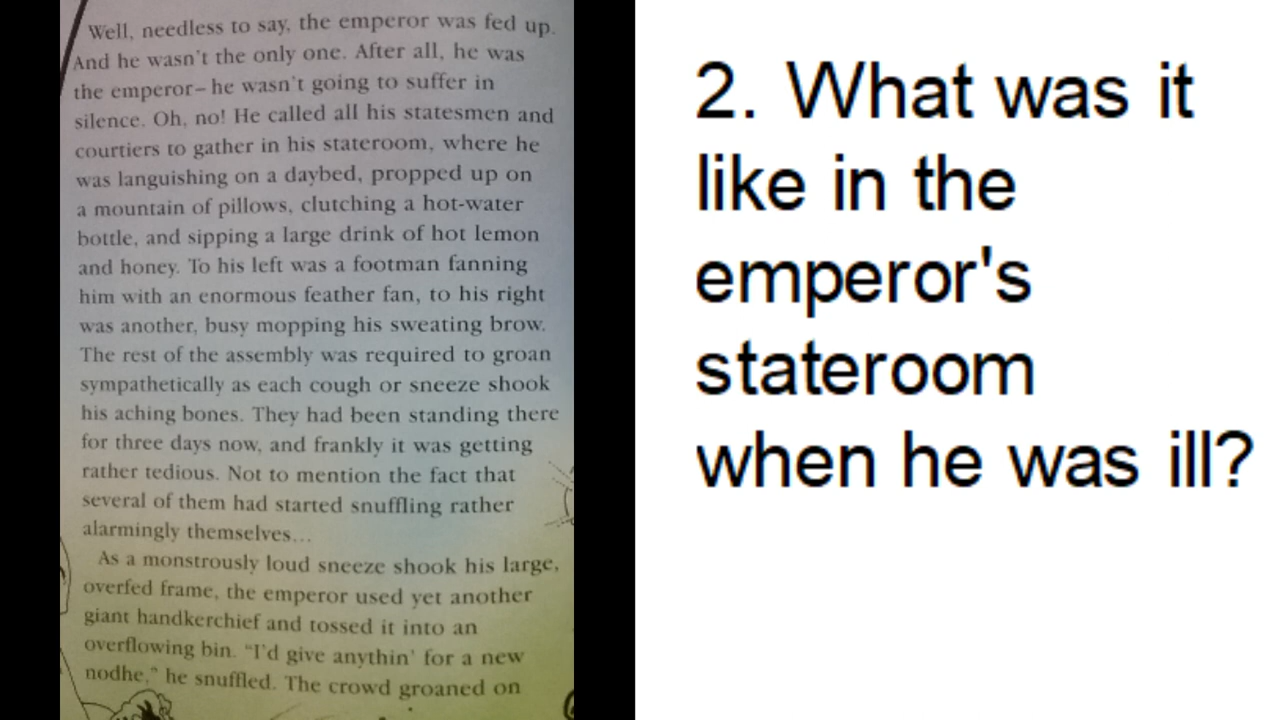 Well, needless to say, the emperor was fed up.
And he wasn't the only one. After all, he was
the emperor– he wasn't going to suffer in
silence. Oh, no! He called all his statesmen and
courtiers to gather in his stateroom, where he
was languishing on a daybed, propped up on
a mountain of pillows, clutching a hot-water
bottle, and sipping a large drink of hot lemon
and honey. To his left was a footman fanning
him with an enormous feather fan, to his right
was another, busy mopping his sweating brow.
The rest of the assembly was required to groan
sympathetically as each cough or sneeze shook
his aching bones. They had been standing there
for three days now, and frankly it was getting
rather tedious. Not to mention the fact that
several of them had started snuffling rather
alarmingly themselves...
As a monstrously loud sneeze shook his large,
overfed frame, the emperor used yet another
giant handkerchief and tossed it into an
overflowing bin. "I'd give anythin' for a new
nodhe," he snuffled. The crowd groaned on
2. What was it
like in the
emperor's
stateroom
when he was ill?